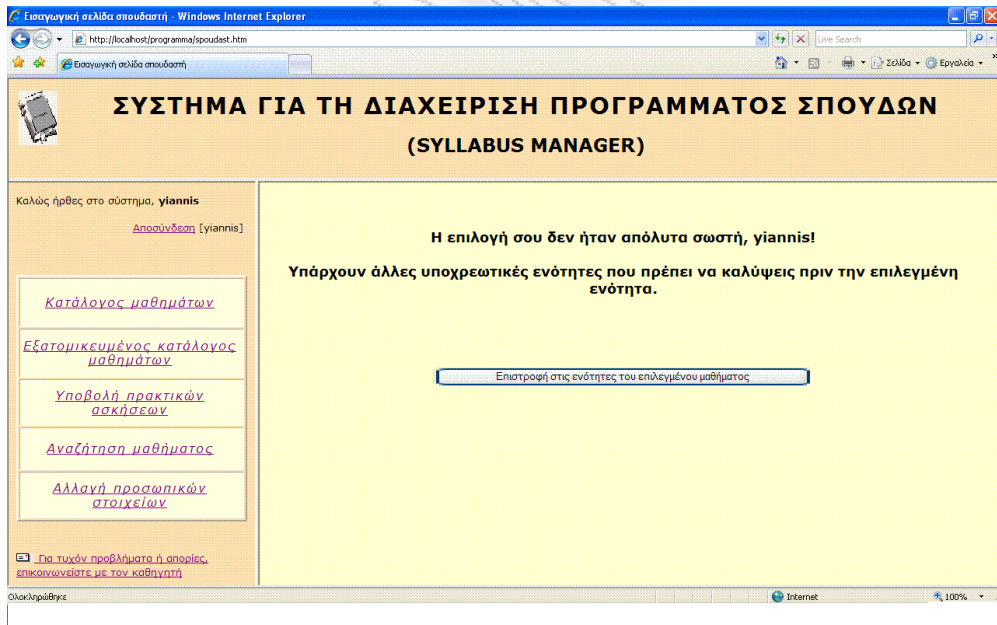 Εισαγωγική σελίδα σπουδαστή - Windows Internet Explorer
http://localhost/programma/spoudast.htm
Live Search
Εισαγωγική σελίδα σπουδαστή
Σελίδα
Εργαλεία
ΣΥΣΤΗΜΑ ΓΙΑ ΤΗ ΔΙΑΧΕΙΡΙΣΗ ΠΡΟΓΡΑΜΜΑΤΟΣ ΣΠΟΥΔΩΝ
(SYLLABUS MANAGER)
Καλώς ήρθες στο σύστημα, yiannis
Αποσύνδεση [yiannis]
Κατάλογος μαθημάτων
Εξατομικευμένος κατάλογος
μαθημάτων
Υποβολή πρακτικών
ασκήσεων
Αναζήτηση μαθήματος
Αλλαγή προσωπικών
στοιχείων
Για τυχόν προβλήματα ή απορίες,
επικοινωνείστε με τον καθηγητή
Η επιλογή σου δεν ήταν απόλυτα σωστή, yiannis!
Υπάρχουν άλλες υποχρεωτικές ενότητες που πρέπει να καλύψεις πριν την επιλεγμένη
ενότητα.
Επιστροφή στις ενότητες του επιλεγμένου μαθήματος
Ολοκληρώθηκε
Internet
100%